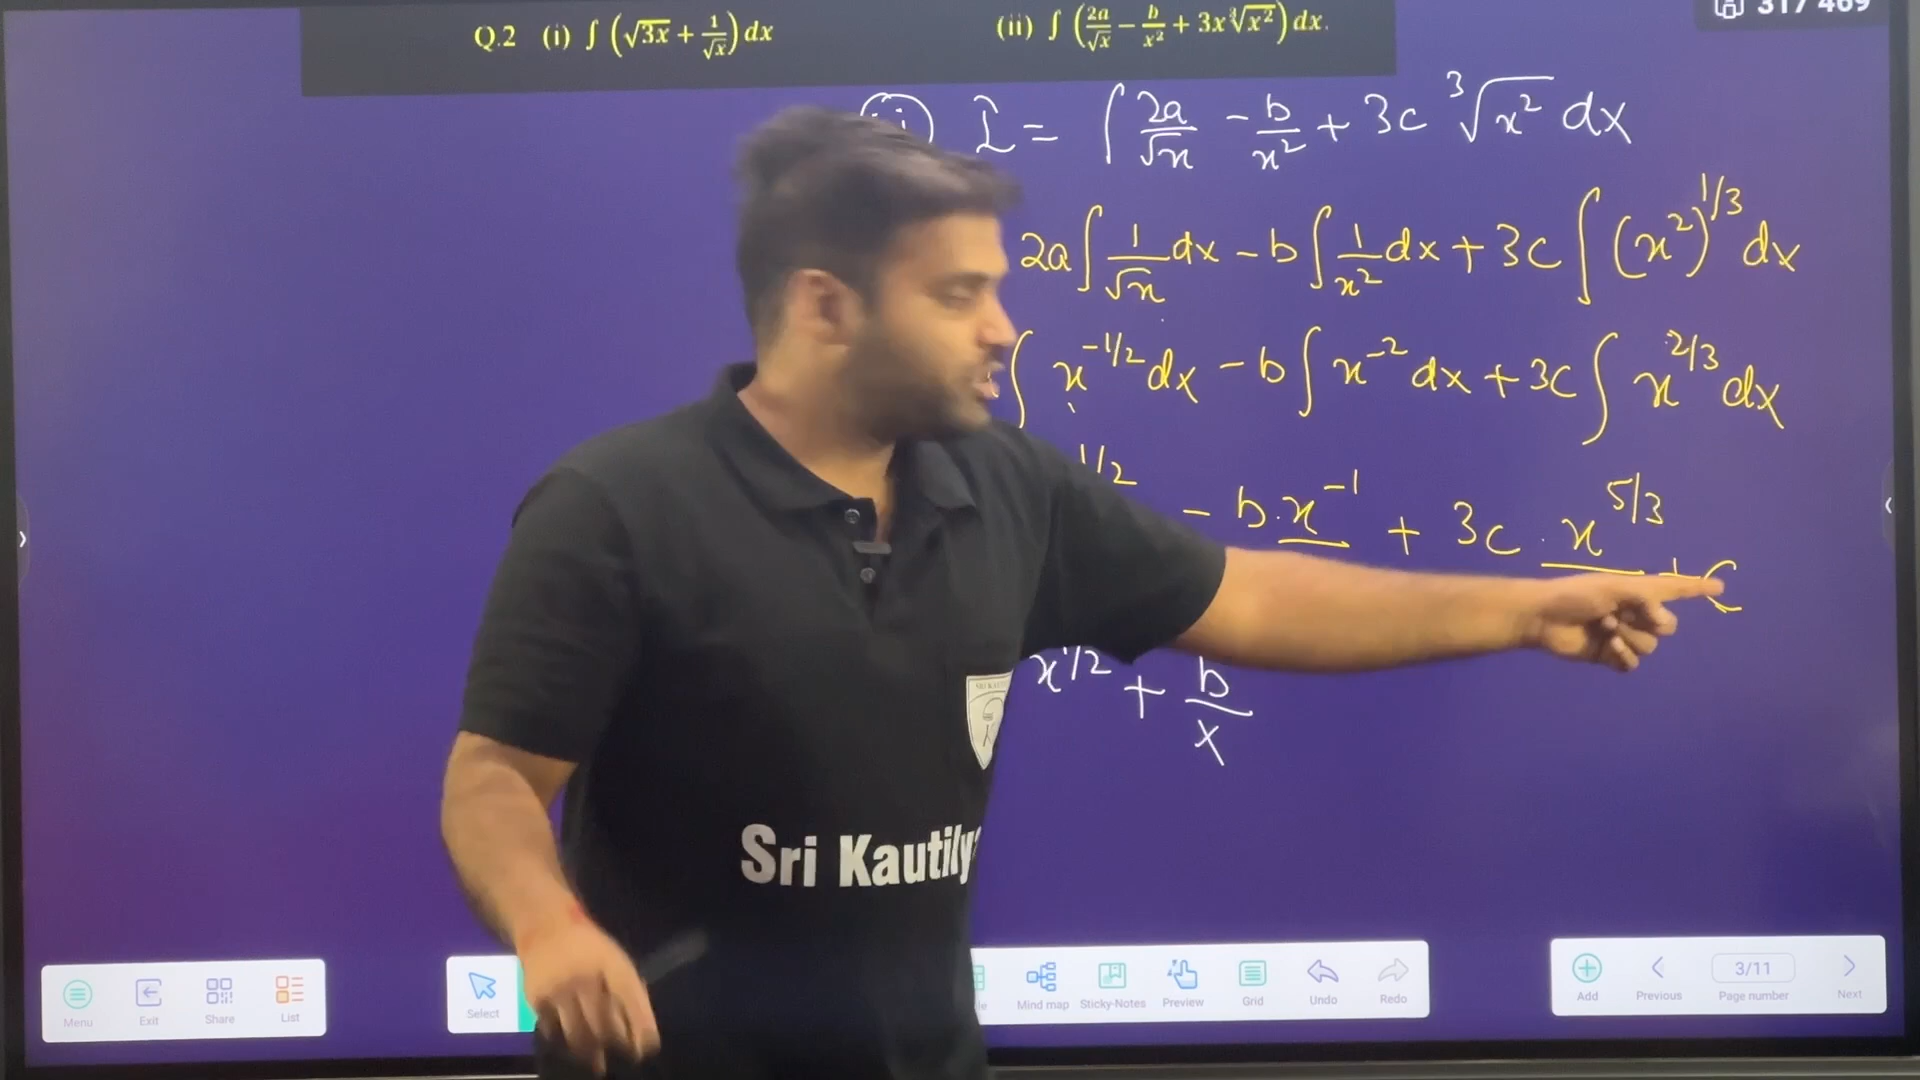 Q.2 (i) ∫ (√3x + 1/√x) dx (ii) ∫ (2a/√x − b/x² + 3x ∛x²) dx.
I = ∫ 2a/√x − b/x² + 3c ∛x² dx
2a ∫ 1/√x dx − b ∫ 1/x² dx + 3c ∫ (x²)^1/3 dx
∫ x^-1/2 dx − b ∫ x^-2 dx + 3c ∫ x^2/3 dx
1/2 − b.x^-1 + 3c . x^5/3 + C
x^1/2 + b/x
Sri Kautily
Menu Exit Share List Select Mind map Sticky-Notes Preview Grid Undo Redo Add Previous 3/11 Page number Next